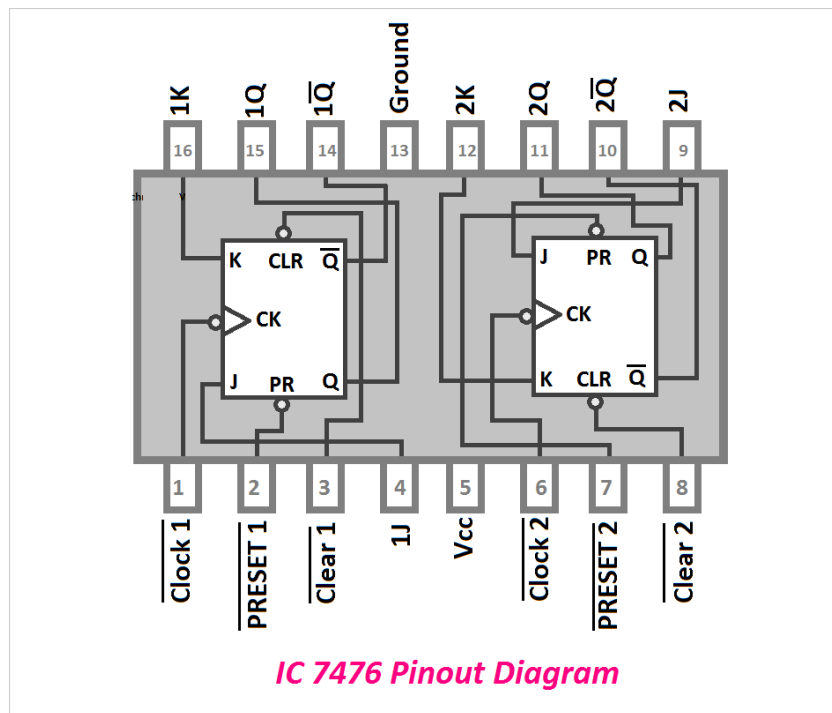 1K 1Q 1Q̅ Ground 2K 2Q 2Q̅ 2J
16 15 14 13 12 11 10 9
K CLR Q̅ J PR Q
CK CK
J PR Q K CLR Q̅
1 2 3 4 5 6 7 8
Clock 1 PRESET 1 Clear 1 1J Vcc Clock 2 PRESET 2 Clear 2
IC 7476 Pinout Diagram